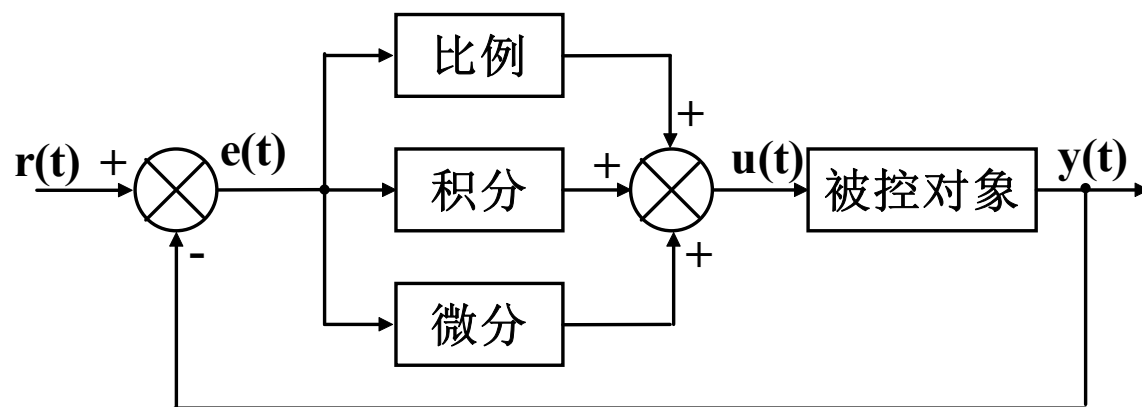 比例
+
r(t) + e(t) 积分 + u(t) 被控对象 y(t)
-
+
微分